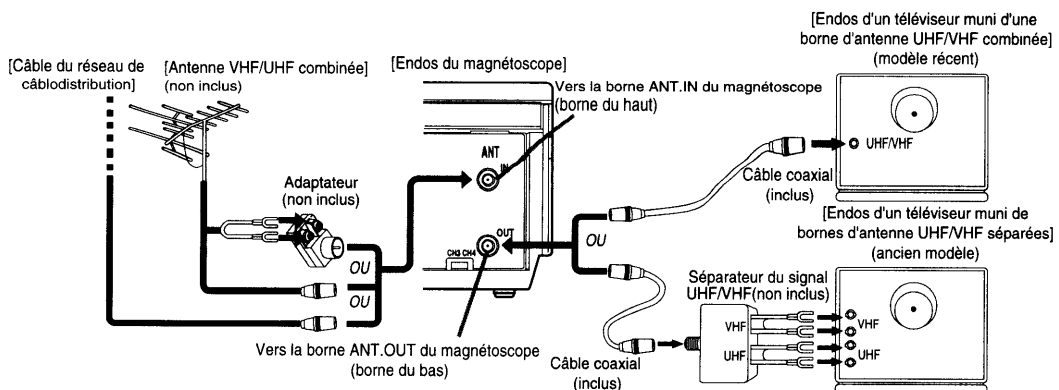 [Câble du réseau de
câblodistribution]
[Antenne VHF/UHF combinée]
(non inclus)
[Endos du magnétoscope]
Vers la borne ANT.IN du magnétoscope
(borne du haut)
[Endos d'un téléviseur muni d'une
borne d'antenne UHF/VHF combinée]
(modèle récent)
ANT
IN
UHF/VHF
Adaptateur
(non inclus)
Câble coaxial
(inclus)
OUT
CH3 CH4
OU
OU
OU
[Endos d'un téléviseur muni de
bornes d'antenne UHF/VHF séparées]
(ancien modèle)
Séparateur du signal
UHF/VHF(non inclus)
VHF
UHF
VHF
UHF
Vers la borne ANT.OUT du magnétoscope
(borne du bas)
Câble coaxial
(inclus)